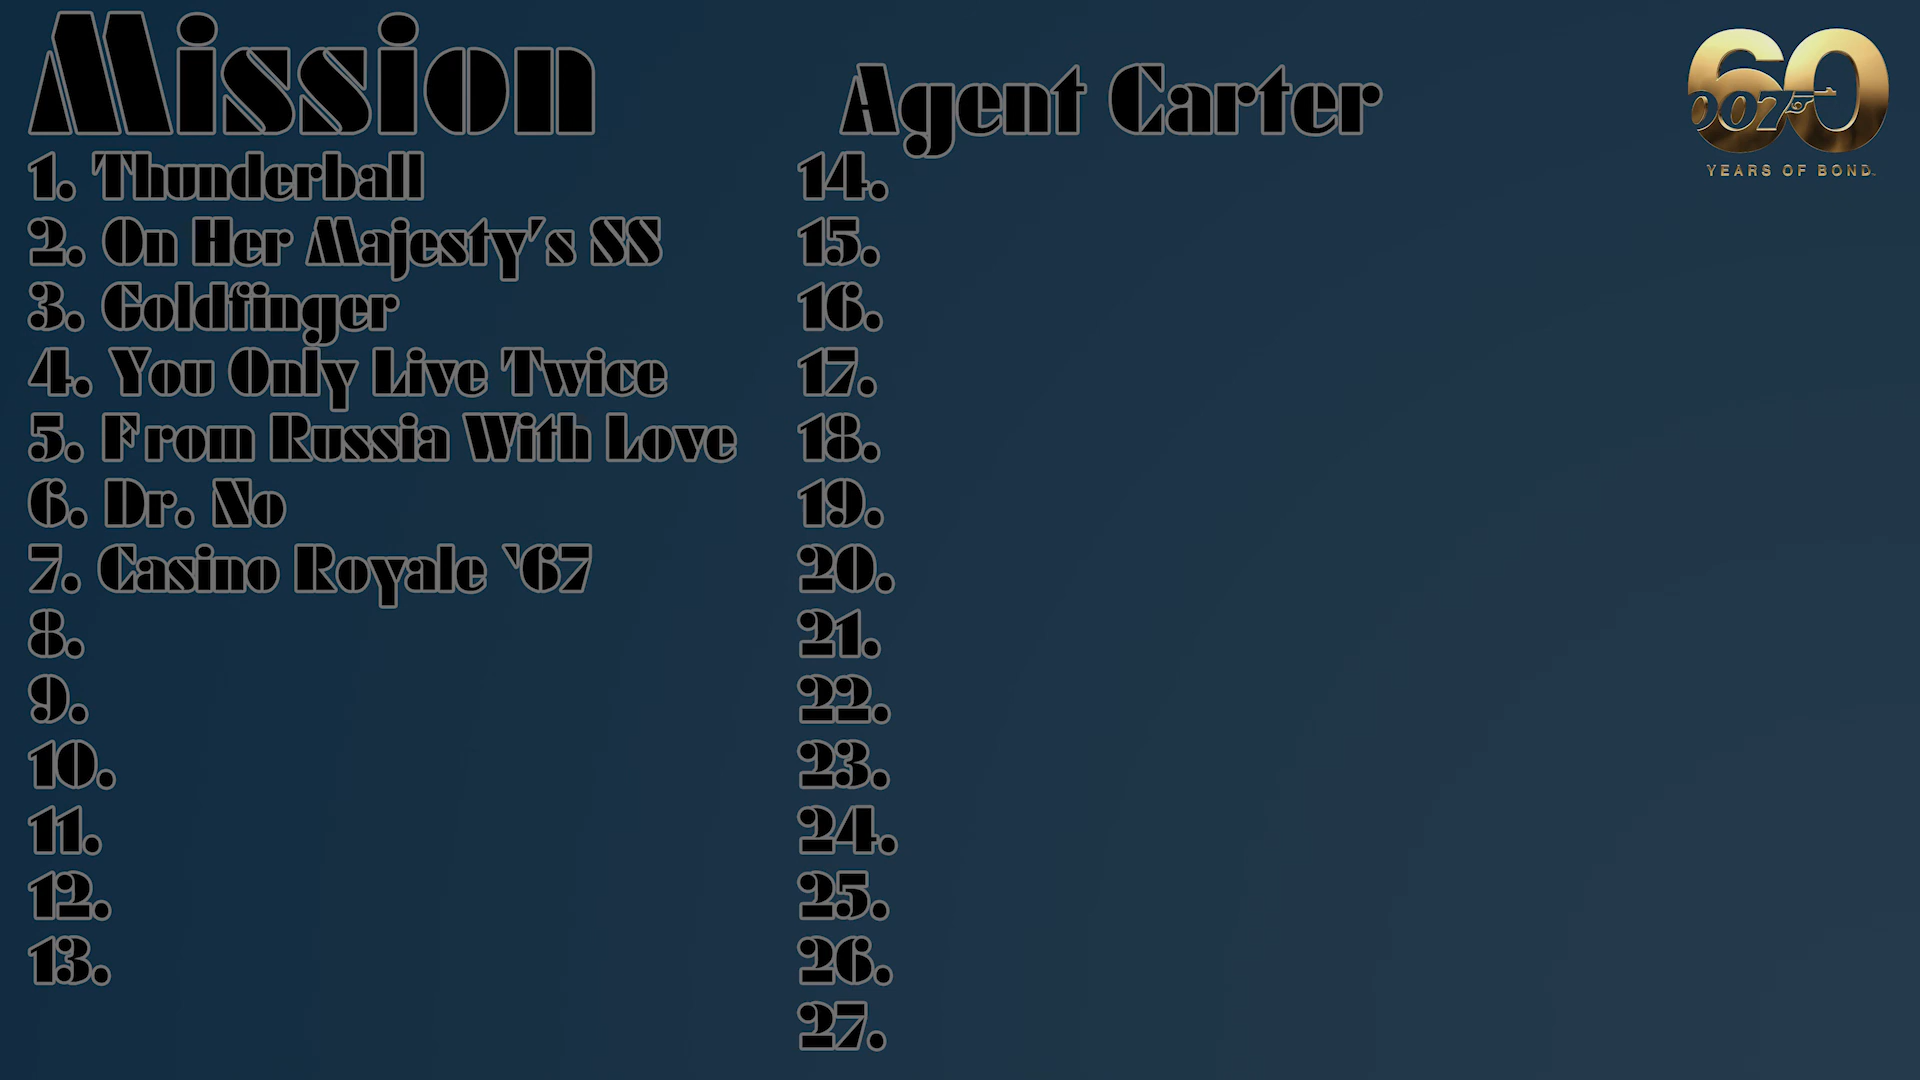 Mission
1. Thunderball
2. On Her Majesty's SS
3. Goldfinger
4. You Only Live Twice
5. From Russia With Love
6. Dr. No
7. Casino Royale '67
8.
9.
10.
11.
12.
13.
Agent Carter
14.
15.
16.
17.
18.
19.
20.
21.
22.
23.
24.
25.
26.
27.
60
007
YEARS OF BOND